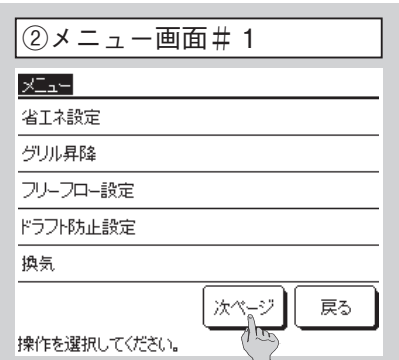 ②メニュー画面＃1
メニュー
省エネ設定
グリル昇降
フリーフロー設定
ドラフト防止設定
換気
次ページ 戻る
操作を選択してください。